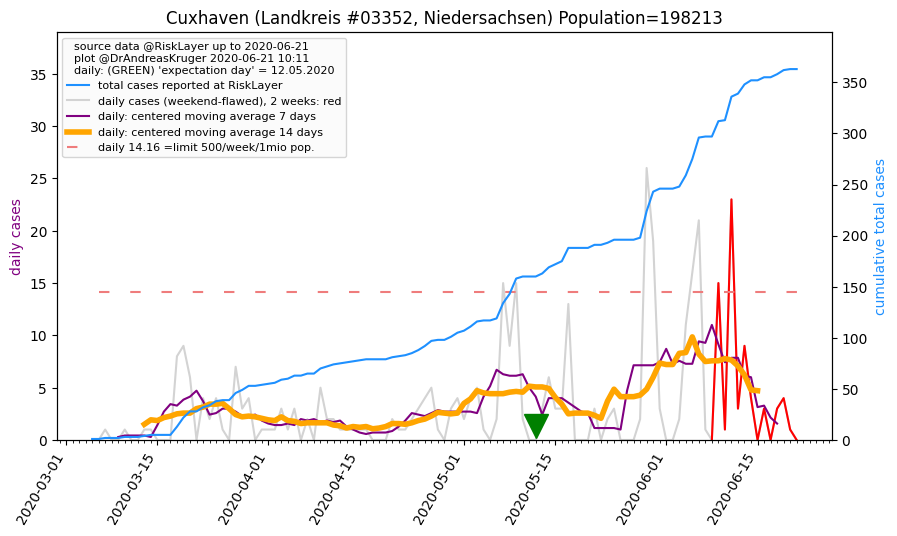 Cuxhaven (Landkreis #03352, Niedersachsen) Population=198213
source data @RiskLayer up to 2020-06-21
plot @DrAndreasKruger 2020-06-21 10:11
daily: (GREEN) 'expectation day' = 12.05.2020
total cases reported at RiskLayer
daily cases (weekend-flawed), 2 weeks: red
daily: centered moving average 7 days
daily: centered moving average 14 days
daily 14.16 =limit 500/week/1mio pop.
daily cases
35
30
25
20
15
10
5
0
350
300
250
200
150
100
50
0
cumulative total cases
2020-03-01
2020-03-15
2020-04-01
2020-04-15
2020-05-01
2020-05-15
2020-06-01
2020-06-15